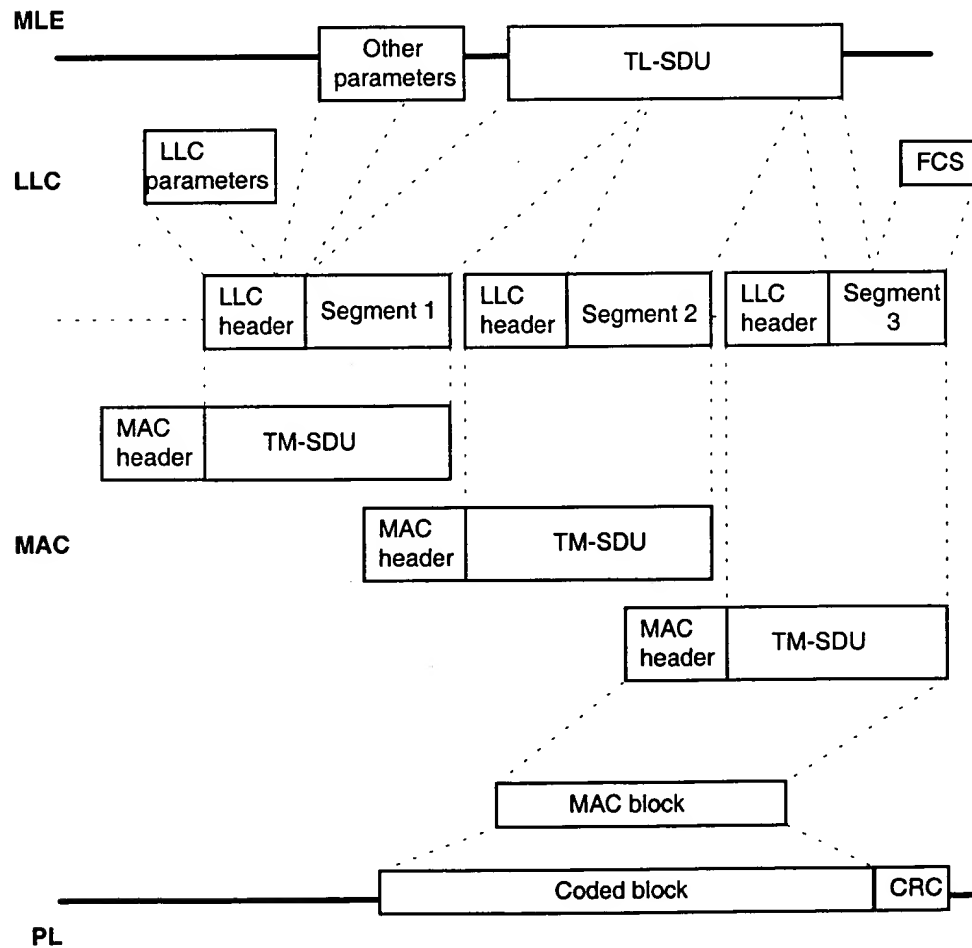 MLE
Other
parameters
TL-SDU
LLC
parameters
LLC
FCS
LLC
header
Segment 1
LLC
header
Segment 2
LLC
header
Segment
3
MAC
header
TM-SDU
MAC
header
TM-SDU
MAC
MAC
header
TM-SDU
MAC block
Coded block
CRC
PL